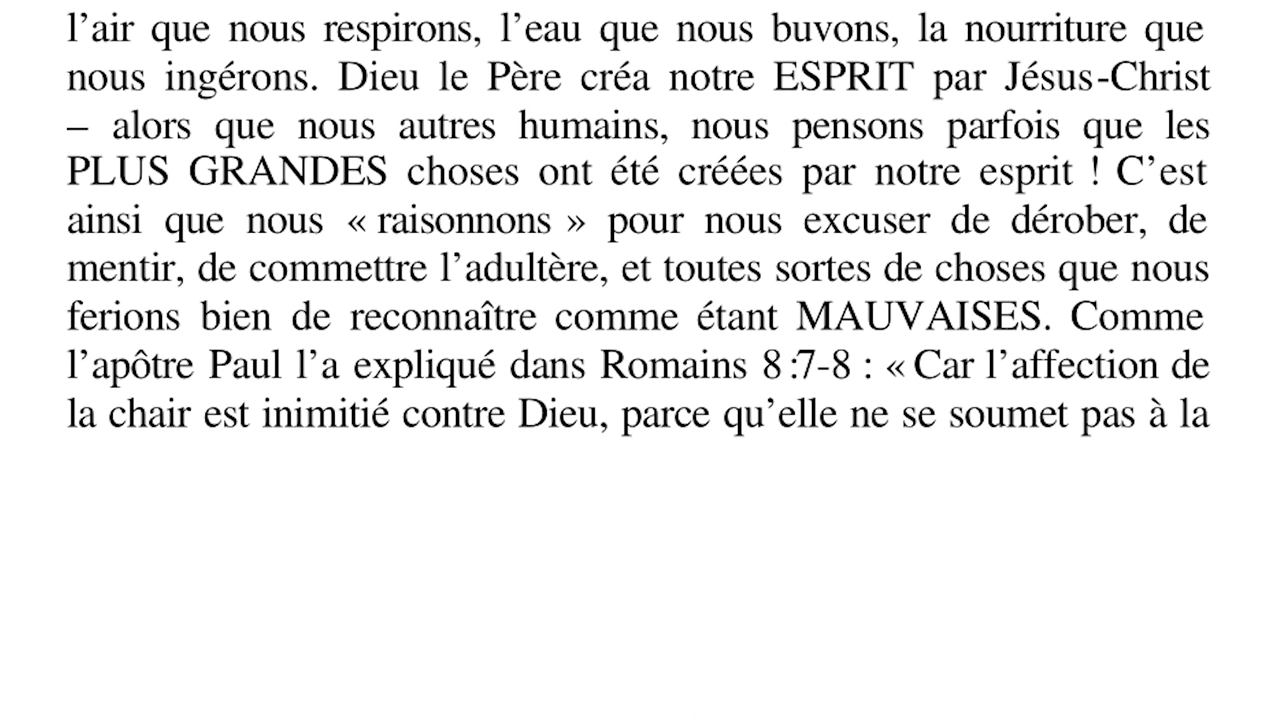 l’air que nous respirons, l’eau que nous buvons, la nourriture que
nous ingérons. Dieu le Père créa notre ESPRIT par Jésus-Christ
– alors que nous autres humains, nous pensons parfois que les
PLUS GRANDES choses ont été créées par notre esprit ! C’est
ainsi que nous « raisonnons » pour nous excuser de dérober, de
mentir, de commettre l’adultère, et toutes sortes de choses que nous
ferions bien de reconnaître comme étant MAUVAISES. Comme
l’apôtre Paul l’a expliqué dans Romains 8 :7-8 : « Car l’affection de
la chair est inimitié contre Dieu, parce qu’elle ne se soumet pas à la